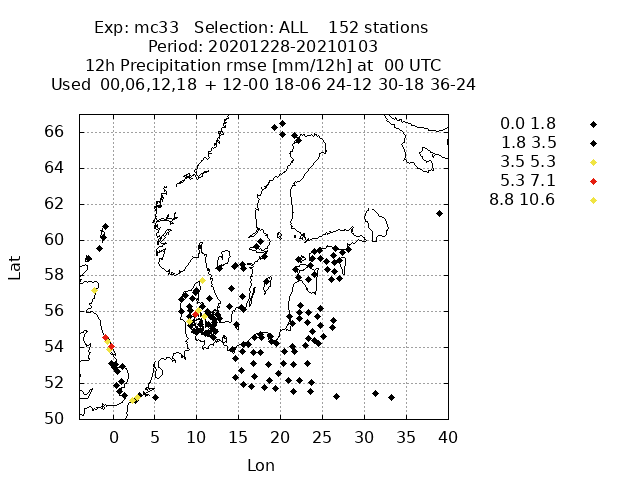 Exp: mc33 Selection: ALL 152 stations
Period: 20201228-20210103
12h Precipitation rmse [mm/12h] at 00 UTC
Used 00,06,12,18 + 12-00 18-06 24-12 30-18 36-24
0.0 1.8
1.8 3.5
3.5 5.3
5.3 7.1
8.8 10.6
66
64
62
60
58
56
54
52
50
Lat
0 5 10 15 20 25 30 35 40
Lon